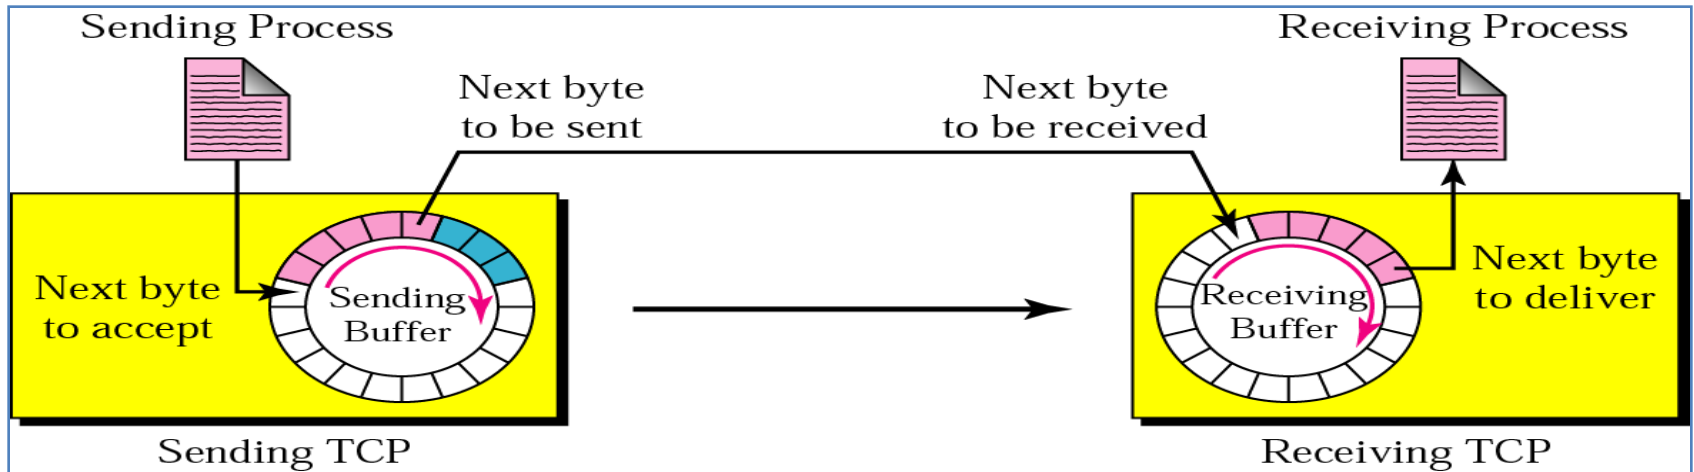 Sending Process
Receiving Process
Next byte
to be sent
Next byte
to be received
Next byte
to accept
Sending
Buffer
Receiving
Buffer
Next byte
to deliver
Sending TCP
Receiving TCP